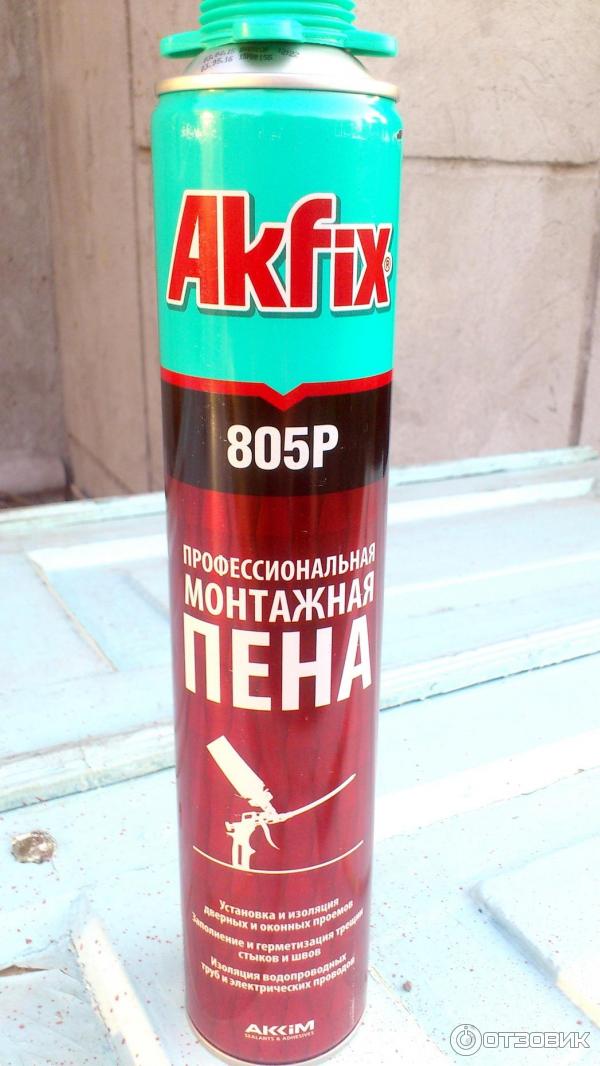 Akfix®
805P
ПРОФЕССИОНАЛЬНАЯ
МОНТАЖНАЯ
ПЕНА
Установка и изоляция
дверных и оконных проемов
Заполнение и герметизация трещин
стыков и швов
Изоляция водопроводных
труб и электрических проводов
AKKİM
SEALANTS & ADHESIVES
ОТЗОВИК